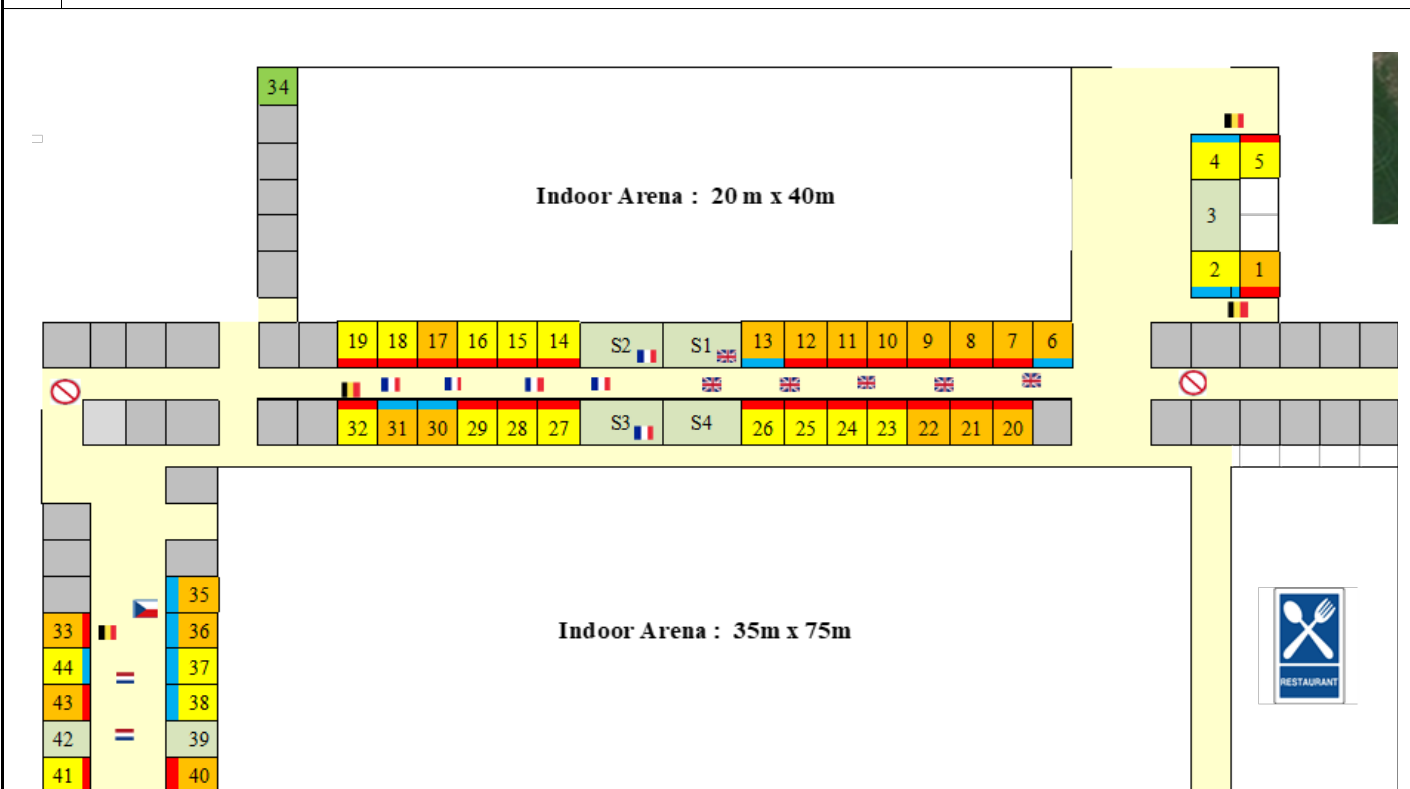 34
4 5
Indoor Arena : 20 m x 40m
3
2 1
19 18 17 16 15 14 S2 S1 13 12 11 10 9 8 7 6
32 31 30 29 28 27 S3 S4 26 25 24 23 22 21 20
35
33 36
Indoor Arena : 35m x 75m
44 37
RESTAURANT
43 38
42 39
41 40